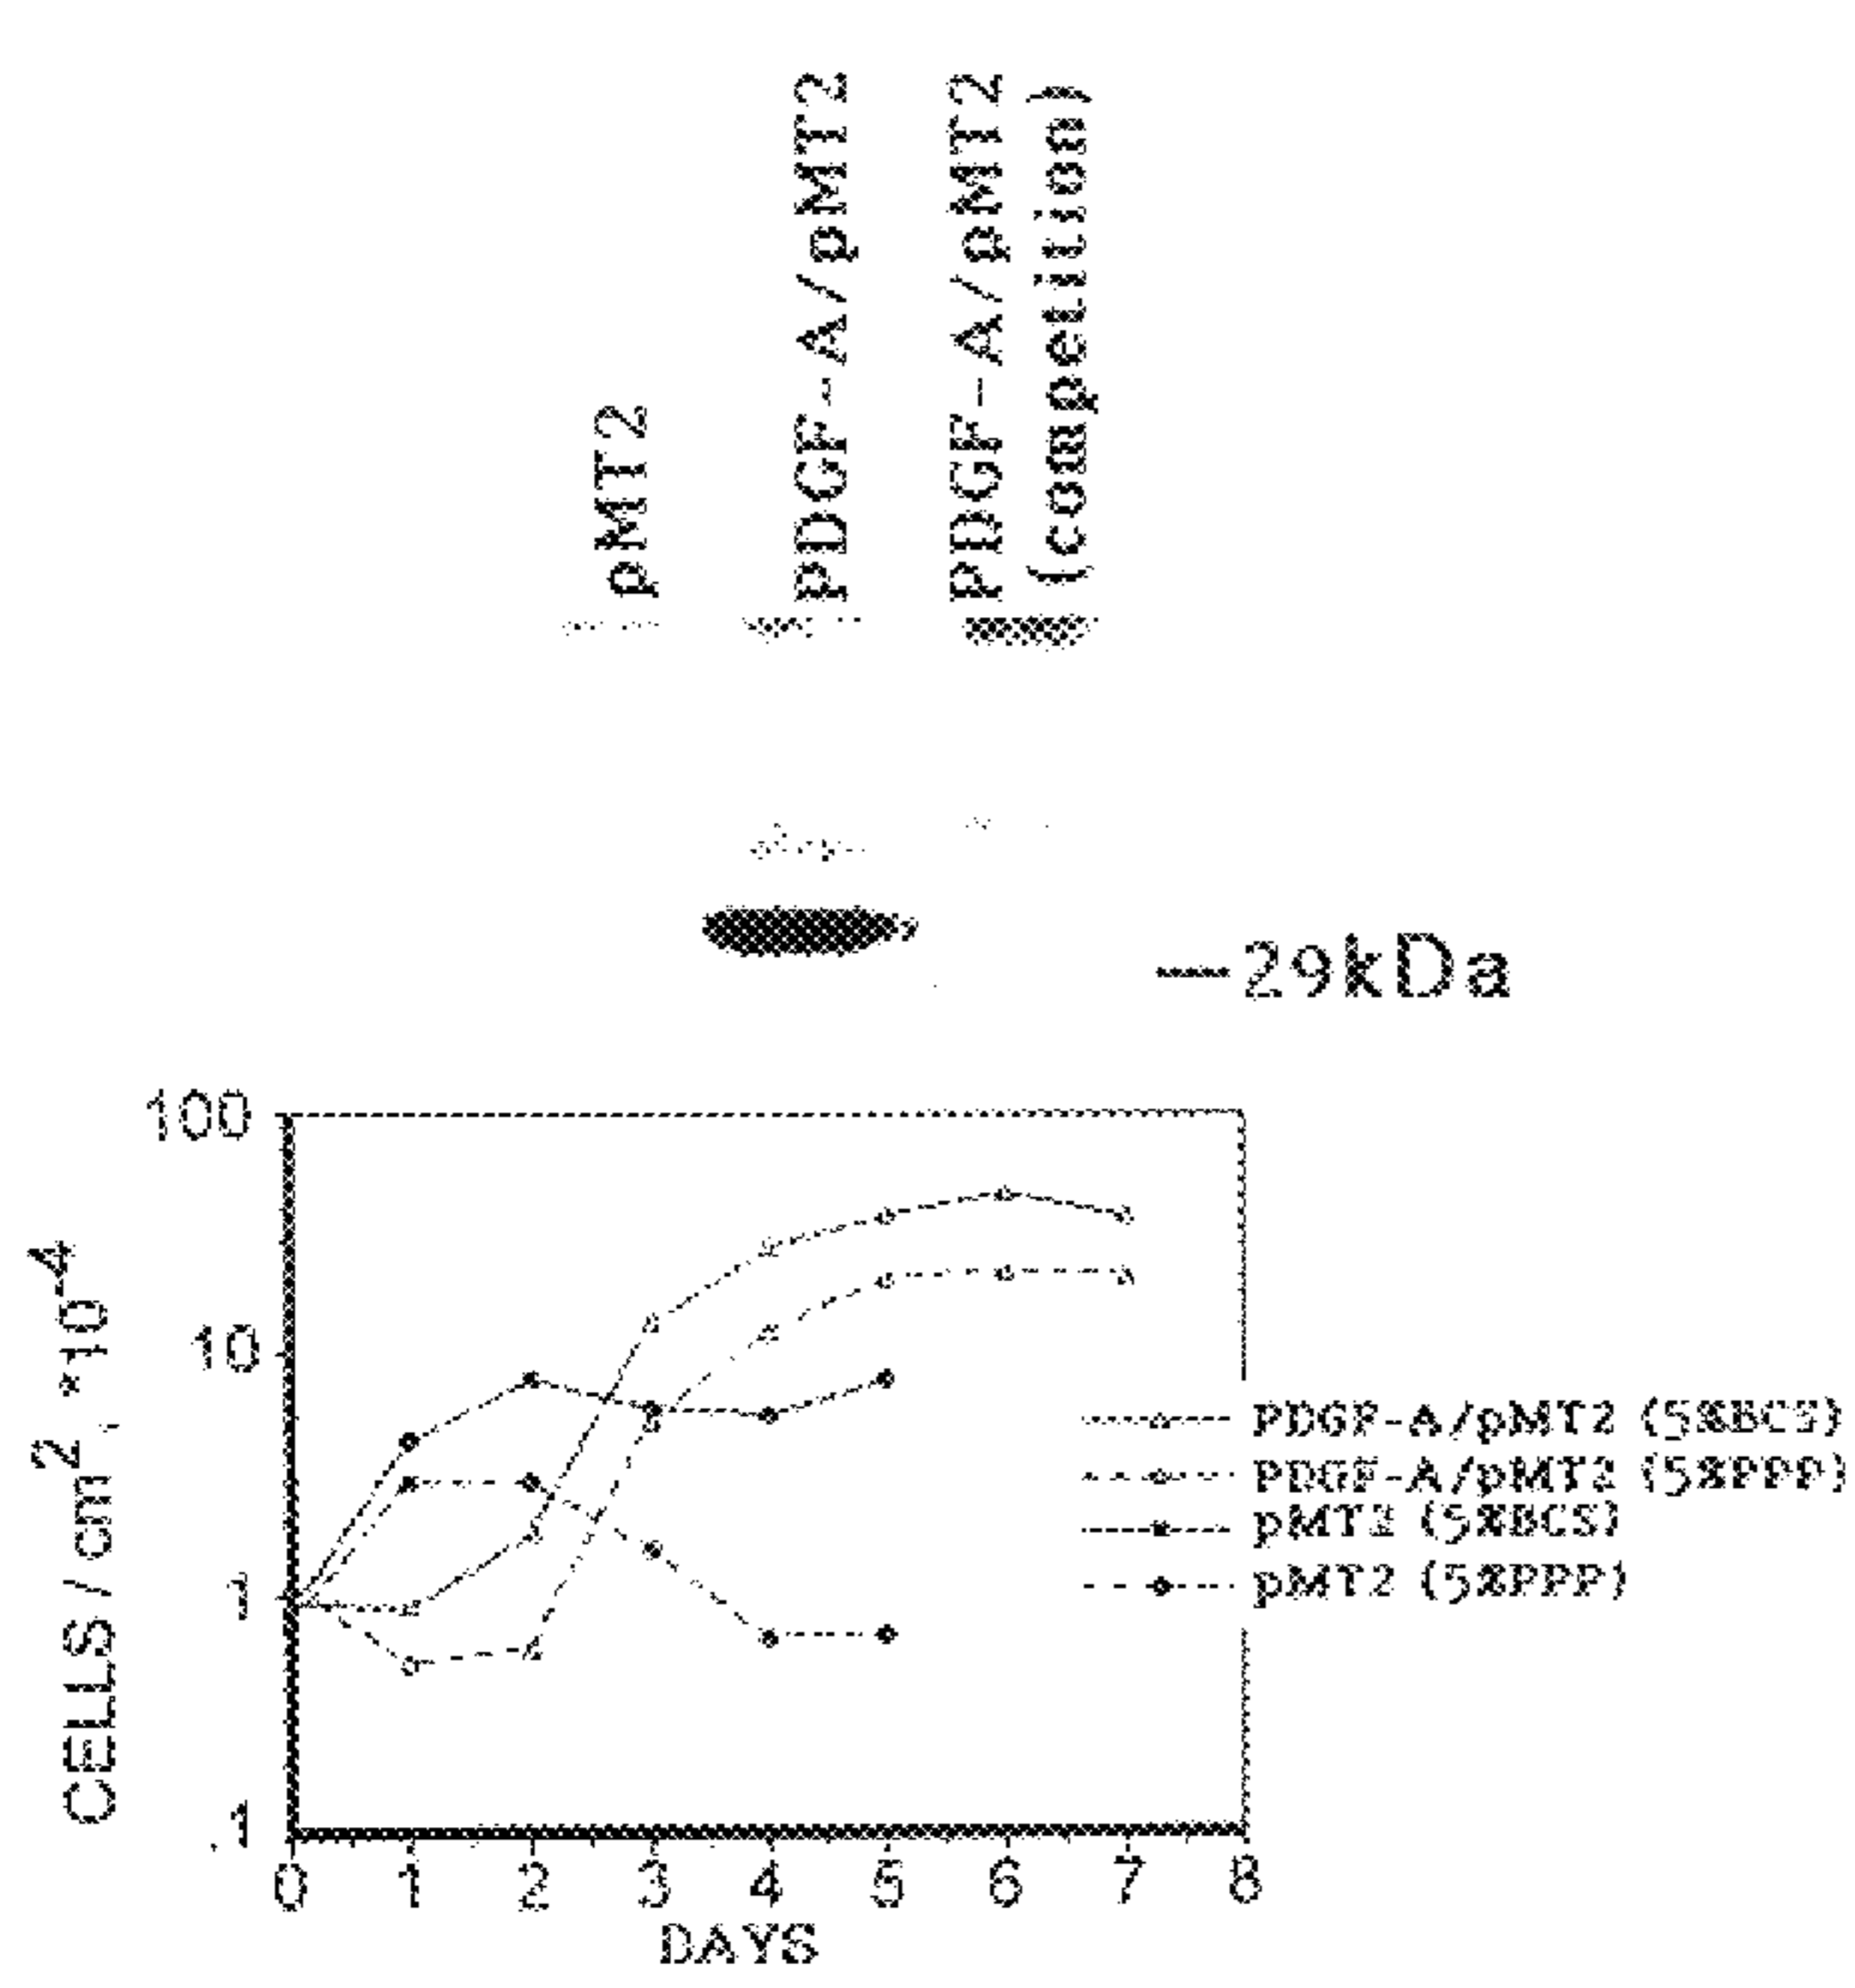 pMT2
PDGF-A/pMT2
PDGF-A/pMT2
(competition)
—29kDa
100
10
1
.1
CELLS/cm2, *10-4
0 1 2 3 4 5 6 7 8
DAYS
PDGF-A/pMT2 (5%BCS)
PDGF-A/pMT2 (5%PPP)
pMT2 (5%BCS)
pMT2 (5%PPP)